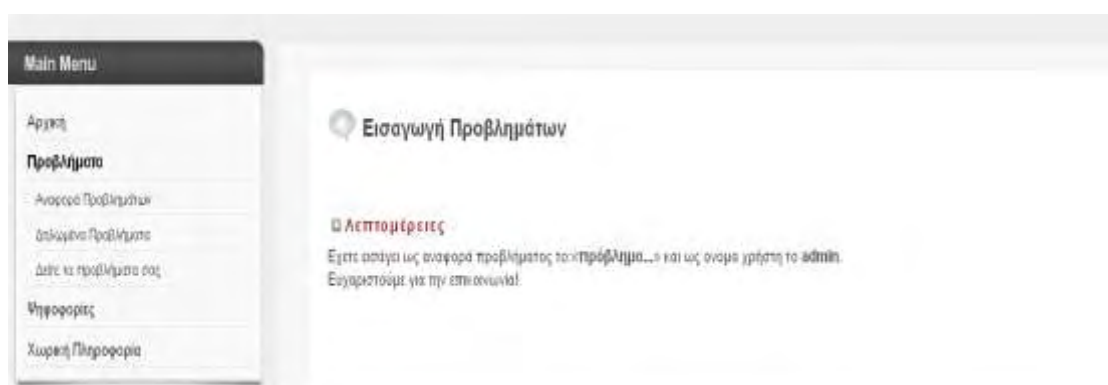 Main Menu
Αρχική
Προβλήματα
Αναφορά Προβλημάτων
Δηλωμένα Προβλήματα
Δείτε τα προβλήματα σας
Ψηφοφορίες
Χωρική Πληροφορία
Εισαγωγή Προβλημάτων
Λεπτομέρειες
Εχετε εισάγει ως αναφορά προβλήματος το:«πρόβλημα...» και ως ονομα χρήστη το admin.
Ευχαριστούμε για την επικοινωνία!